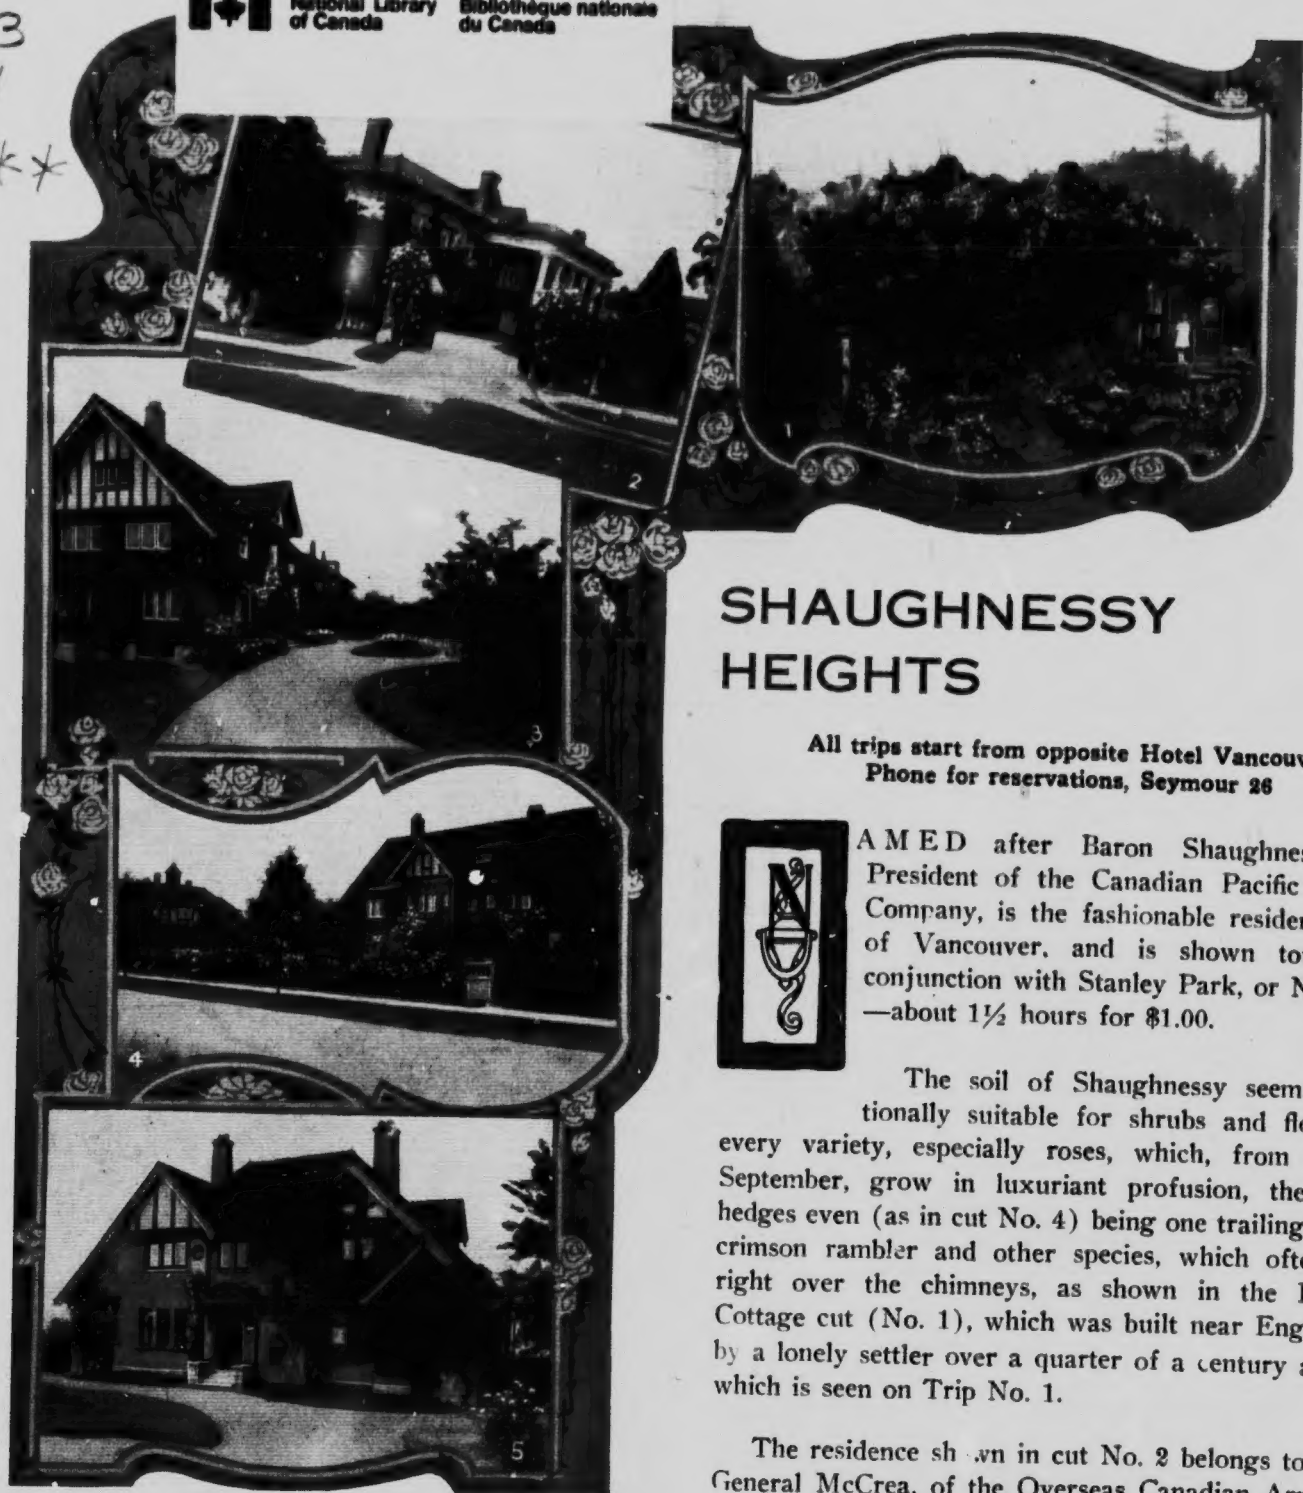 3
**
National Library
of Canada
Bibliothèque nationale
du Canada
2
3
4
5
SHAUGHNESSY
HEIGHTS
All trips start from opposite Hotel Vancouv
Phone for reservations, Seymour 26
NAMED after Baron Shaughnes
President of the Canadian Pacific
Company, is the fashionable residen
of Vancouver, and is shown to
conjunction with Stanley Park, or N
—about 1½ hours for $1.00.
The soil of Shaughnessy seem
tionally suitable for shrubs and flo
every variety, especially roses, which, from
September, grow in luxuriant profusion, the
hedges even (as in cut No. 4) being one trailing
crimson rambler and other species, which ofte
right over the chimneys, as shown in the
Cottage cut (No. 1), which was built near Eng
by a lonely settler over a quarter of a century a
which is seen on Trip No. 1.
The residence sh wn in cut No. 2 belongs to
General McCrea, of the Overseas Canadian Ar